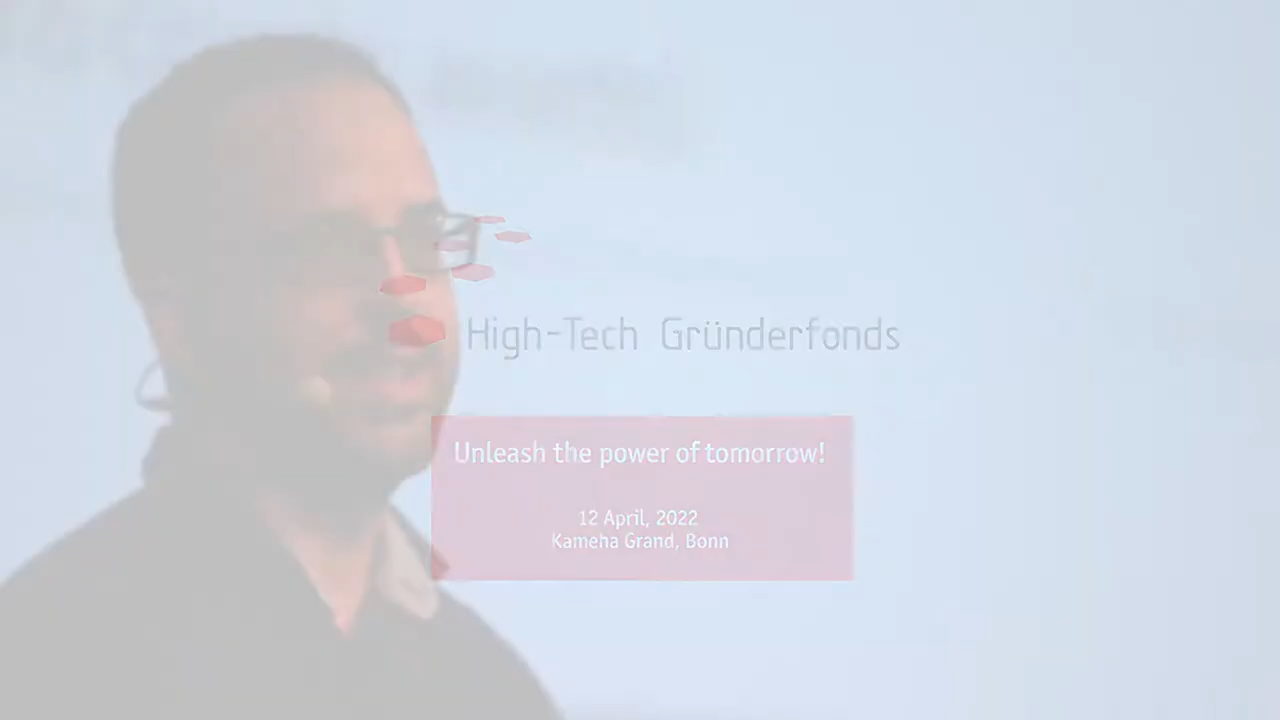 High-Tech Gründerfonds
Unleash the power of tomorrow!
12 April, 2022
Kameha Grand, Bonn